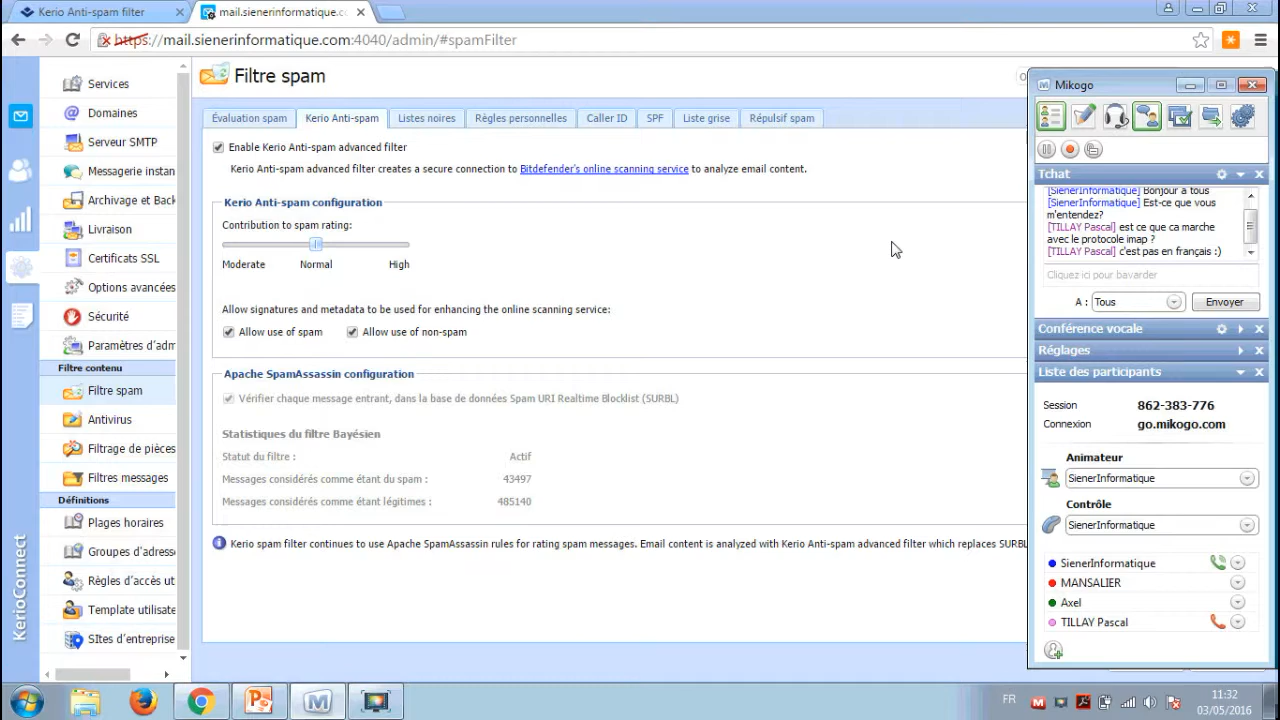 Kerio Anti-spam filter
mail.sienerinformatique.c
https://mail.sienerinformatique.com:4040/admin/#spamFilter
Services
Domaines
Serveur SMTP
Messagerie instan
Archivage et Back
Livraison
Certificats SSL
Options avancées
Sécurité
Paramètres d'adm
Filtre contenu
Filtre spam
Antivirus
Filtrage de pièces
Filtres messages
Définitions
Plages horaires
Groupes d'adress
Règles d'accès ut
Template utilisate
SItes d'entreprise
KerioConnect
Filtre spam
Évaluation spam
Kerio Anti-spam
Listes noires
Règles personnelles
Caller ID
SPF
Liste grise
Répulsif spam
Enable Kerio Anti-spam advanced filter
Kerio Anti-spam advanced filter creates a secure connection to Bitdefender's online scanning service to analyze email content.
Kerio Anti-spam configuration
Contribution to spam rating:
Moderate Normal High
Allow signatures and metadata to be used for enhancing the online scanning service:
Allow use of spam Allow use of non-spam
Apache SpamAssassin configuration
Vérifier chaque message entrant, dans la base de données Spam URI Realtime Blocklist (SURBL)
Statistiques du filtre Bayésien
Statut du filtre : Actif
Messages considérés comme étant du spam : 43497
Messages considérés comme étant légitimes : 485140
Kerio spam filter continues to use Apache SpamAssassin rules for rating spam messages. Email content is analyzed with Kerio Anti-spam advanced filter which replaces SURBL
Mikogo
Tchat
[SienerInformatique] Bonjour à tous
[SienerInformatique] Est-ce que vous
m'entendez?
[TILLAY Pascal] est ce que ca marche
avec le protocole imap ?
[TILLAY Pascal] c'est pas en français :)
Cliquez ici pour bavarder
A : Tous Envoyer
Conférence vocale
Réglages
Liste des participants
Session 862-383-776
Connexion go.mikogo.com
Animateur
SienerInformatique
Contrôle
SienerInformatique
SienerInformatique
MANSALIER
Axel
TILLAY Pascal
FR
11:32
03/05/2016